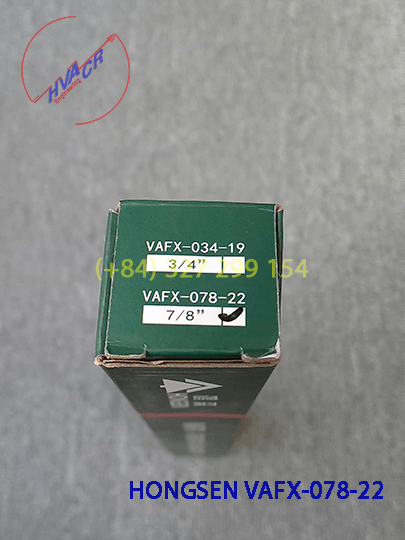 HVACR
Engineering
VAFX-034-19
3/4"
(+84) 327 299 154
VAFX-078-22
7/8"
HONGSEN VAFX-078-22